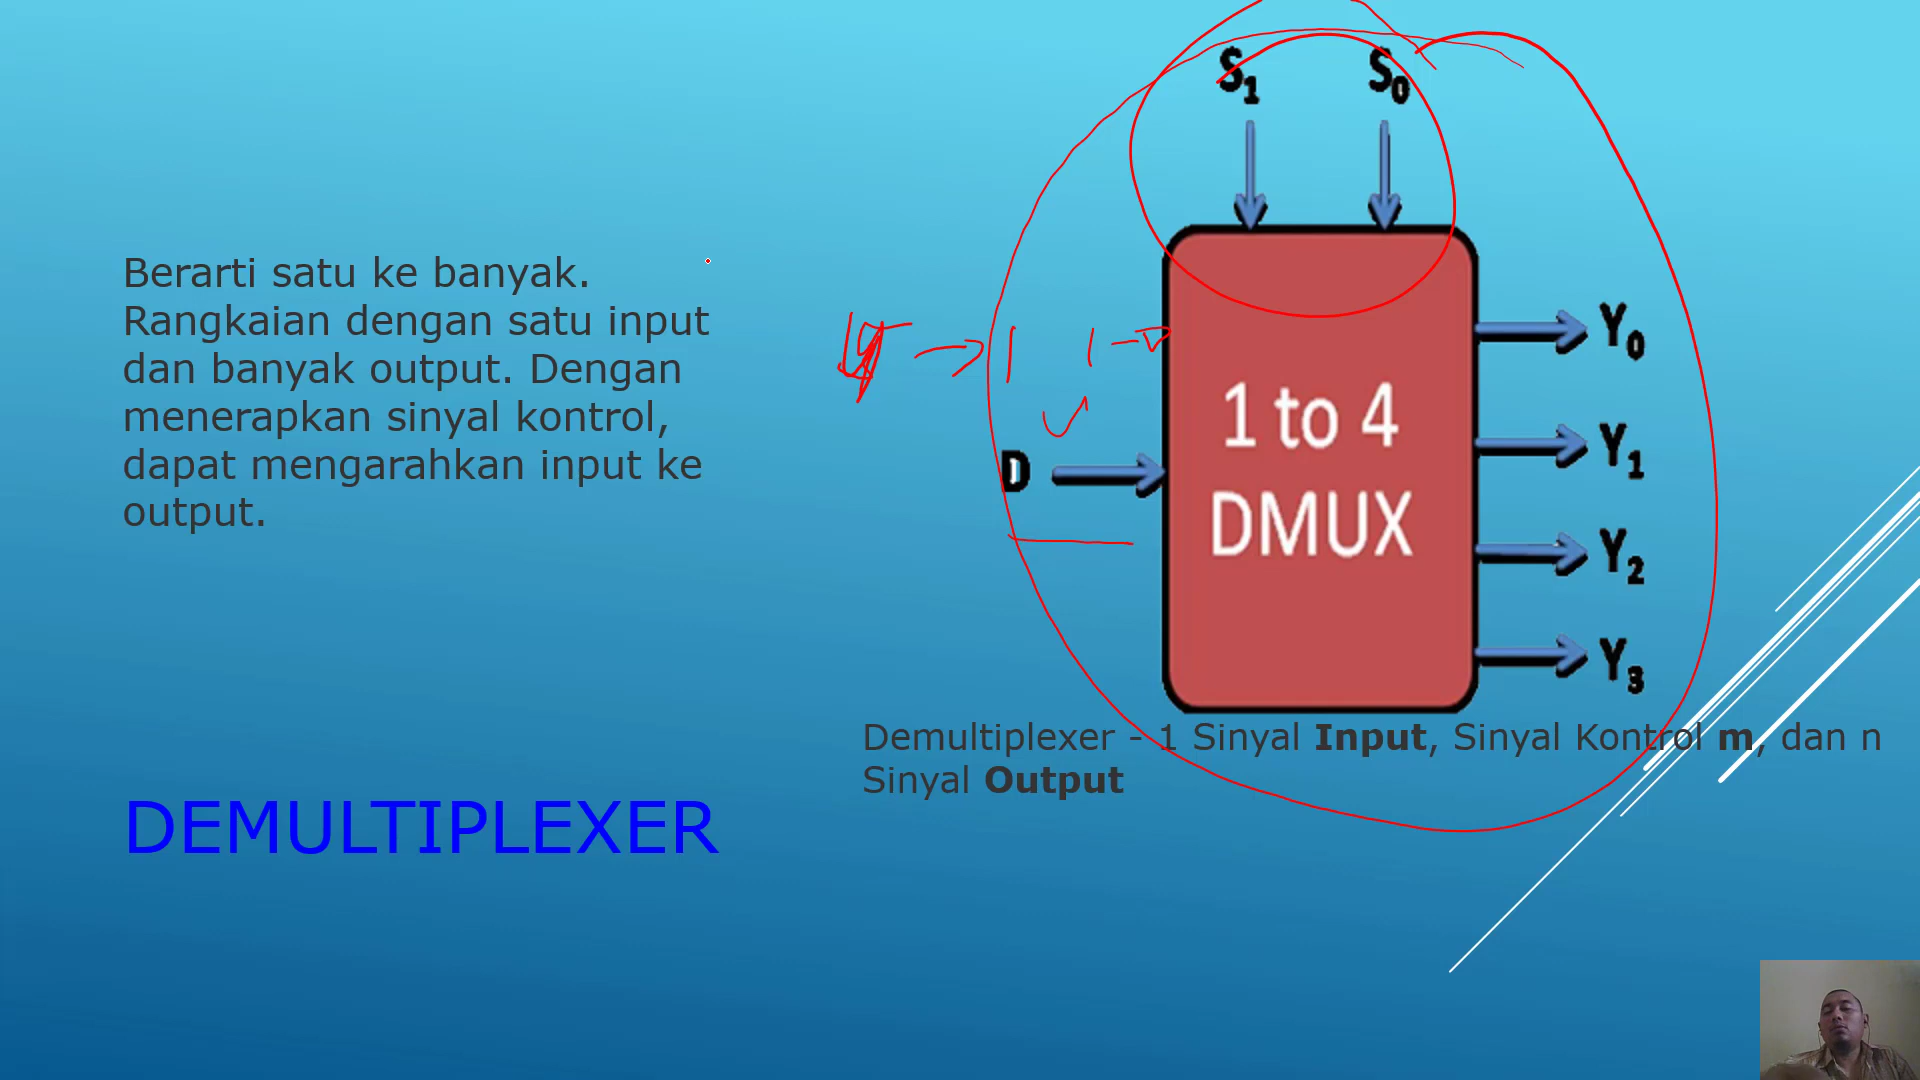 Berarti satu ke banyak.
Rangkaian dengan satu input
dan banyak output. Dengan
menerapkan sinyal kontrol,
dapat mengarahkan input ke
output.
DEMULTIPLEXER
S1
S0
D
1 to 4
DMUX
Y0
Y1
Y2
Y3
Demultiplexer - 1 Sinyal Input, Sinyal Kontrol m, dan n
Sinyal Output